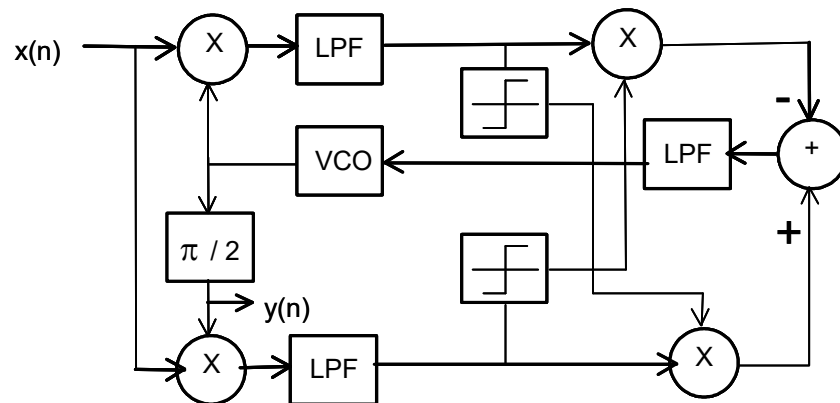 x(n)
X
LPF
X
-
VCO
LPF
+
π / 2
+
y(n)
X
LPF
X